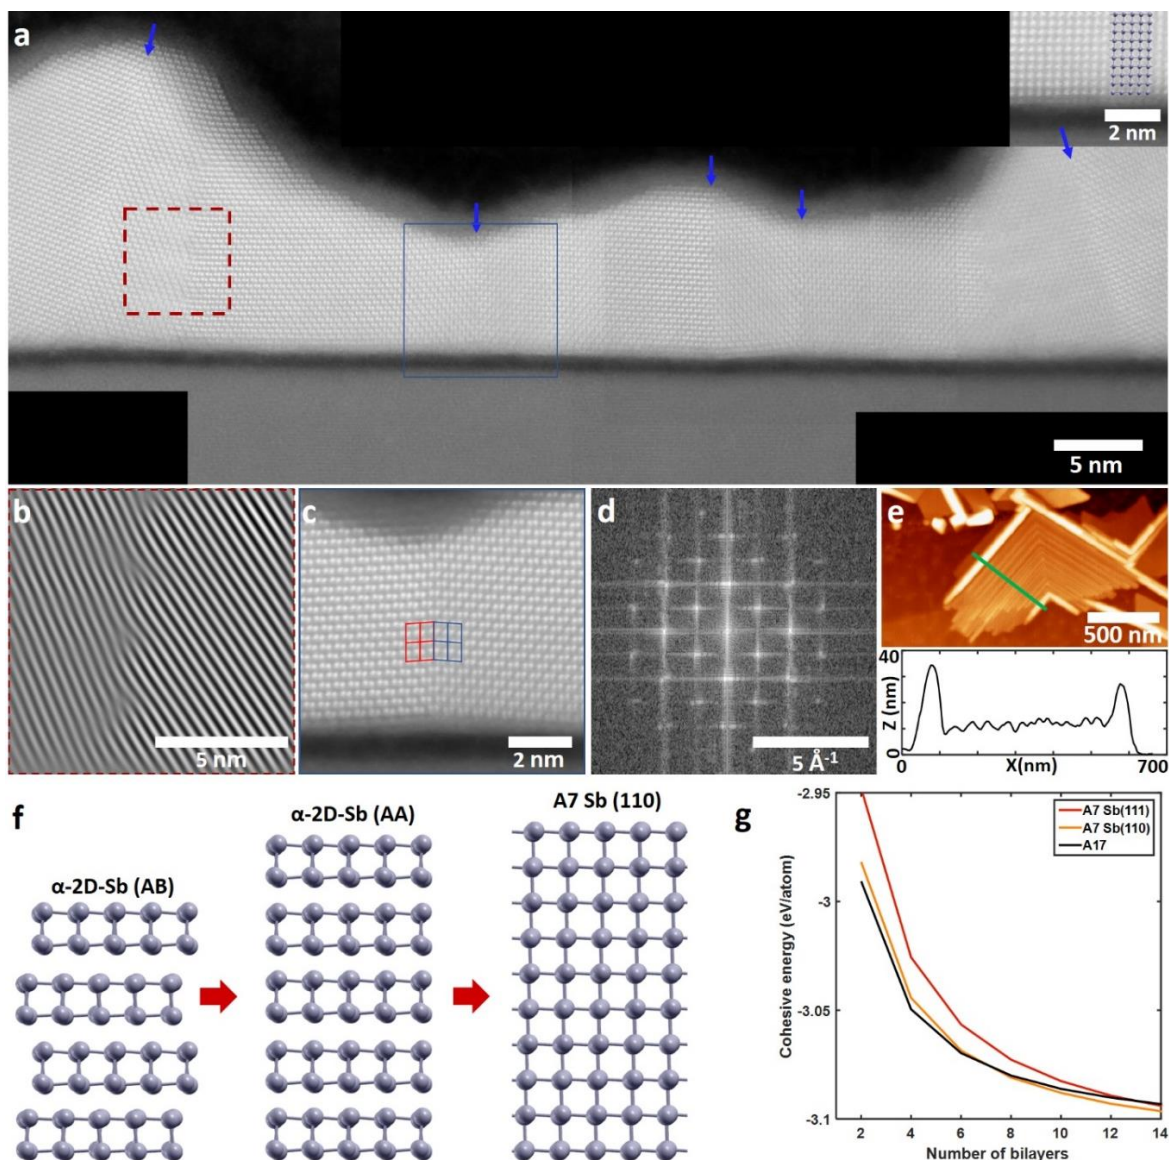 a
2 nm
5 nm
b
5 nm
c
2 nm
d
5 Å-1
e
500 nm
40
Z (nm)
0
0
X(nm)
700
f
α-2D-Sb (AB)
α-2D-Sb (AA)
A7 Sb (110)
g
-2.95
-3
-3.05
-3.1
Cohesive energy (eV/atom)
A7 Sb(111)
A7 Sb(110)
A17
2
4
6
8
10
12
14
Number of bilayers